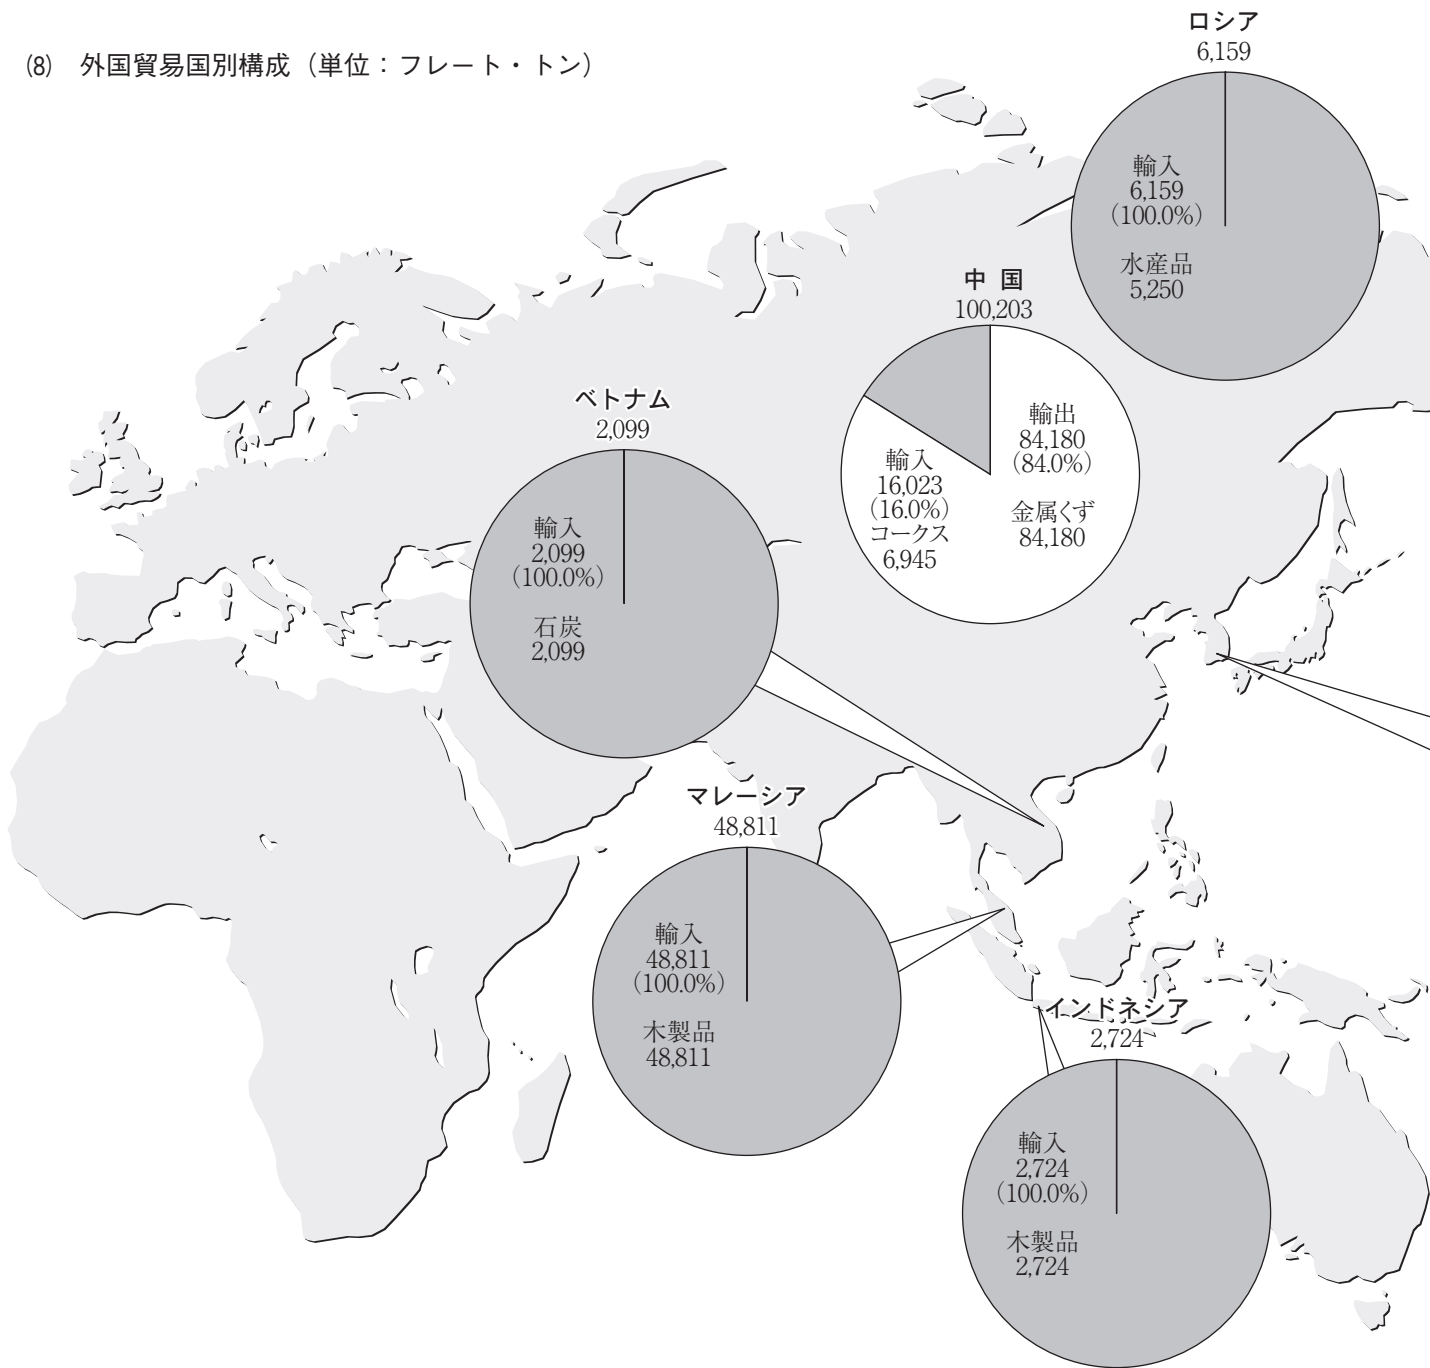 (8) 外国貿易国別構成（単位：フレート・トン）
ロシア
6,159
輸入
6,159
（100.0%）
水産品
5,250
中 国
100,203
輸出
84,180
(84.0%)
金属くず
84,180
輸入
16,023
(16.0%)
コークス
6,945
ベトナム
2,099
輸入
2,099
（100.0%）
石炭
2,099
マレーシア
48,811
輸入
48,811
（100.0%）
木製品
48,811
インドネシア
2,724
輸入
2,724
（100.0%）
木製品
2,724